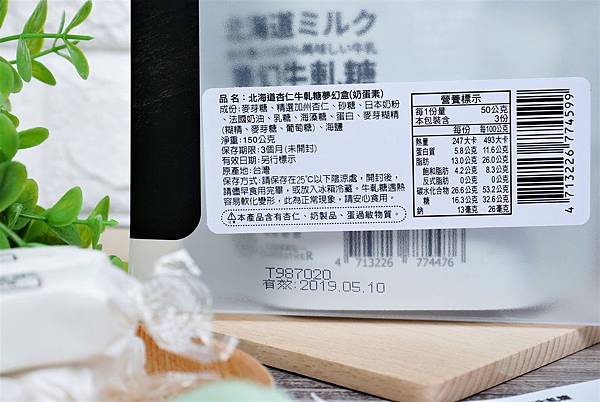 北海道ミルク
牛軋糖
品名:北海道杏仁牛軋糖夢幻盒(奶蛋素)
成份:麥芽糖、精選加州杏仁、砂糖、日本奶粉
、法國奶油、乳糖、海藻糖、蛋白、麥芽糊精
(糊精、麥芽糖、葡萄糖)、海鹽
淨重:150公克
保存期限:3個月(未開封)
有效日期:另行標示
原產地:台灣
保存方式:請保存在25℃以下陰涼處,開封後,
請儘早食用完畢,或放入冰箱冷藏。牛軋糖遇熱
容易軟化變形,此為正常現象,請安心食用。
⚠本產品含有杏仁、奶製品、蛋過敏物質。
營養標示
每1份量 50公克
本包裝含 3份
每份 每100公克
熱量 247大卡 493大卡
蛋白質 5.8公克 11.6公克
脂肪 13.0公克 26.0公克
飽和脂肪 4.2公克 8.3公克
反式脂肪 0公克 0公克
碳水化合物 26.6公克 53.2公克
糖 16.3公克 32.6公克
鈉 13毫克 26毫克
4 713226 774599
4 713226 774476
T987020
有效:2019.05.10